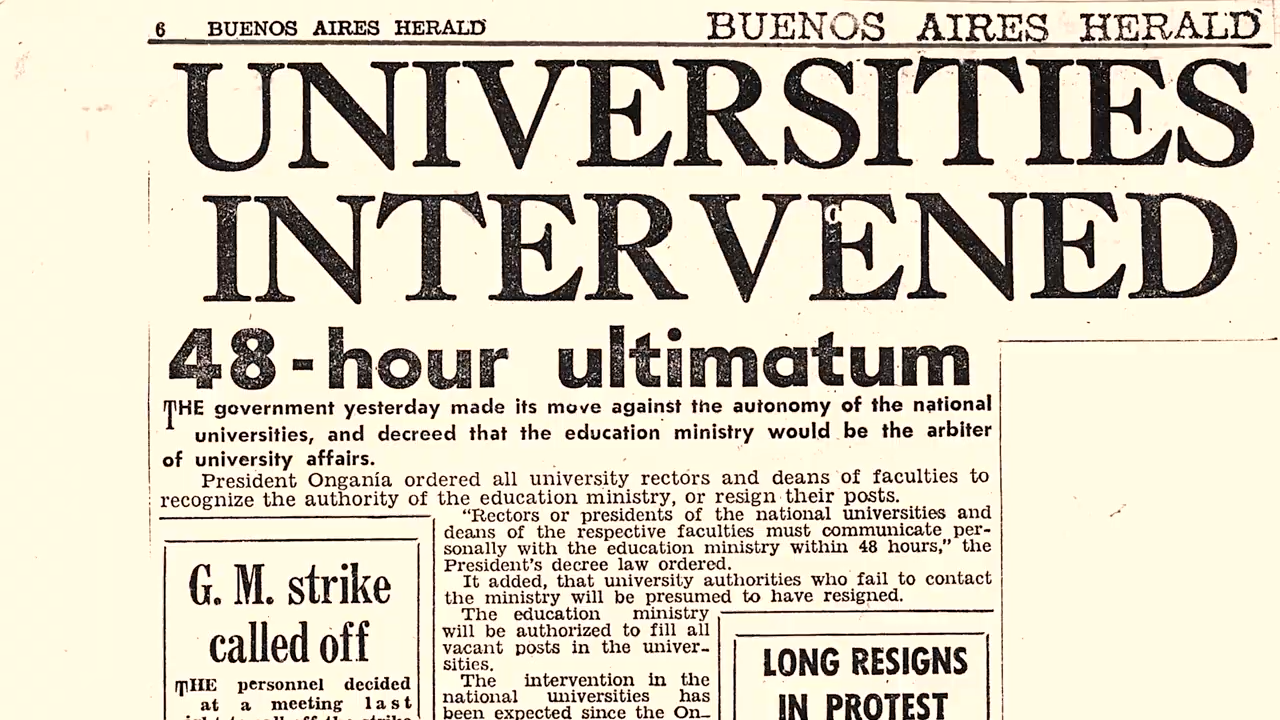 6 BUENOS AIRES HERALD
BUENOS AIRES HERALD
UNIVERSITIES
INTERVENED
48-hour ultimatum
THE government yesterday made its move against the autonomy of the national
universities, and decreed that the education ministry would be the arbiter
of university affairs.
President Onganía ordered all university rectors and deans of faculties to
recognize the authority of the education ministry, or resign their posts.
"Rectors or presidents of the national universities and
deans of the respective faculties must communicate per-
sonally with the education ministry within 48 hours," the
President's decree law ordered.
It added, that university authorities who fail to contact
the ministry will be presumed to have resigned.
The education ministry
will be authorized to fill all
vacant posts in the univer-
sities.
The intervention in the
national universities has
been expected since the On-
G. M. strike
called off
THE personnel decided
at a meeting last
to call off the strike
LONG RESIGNS
IN PROTEST